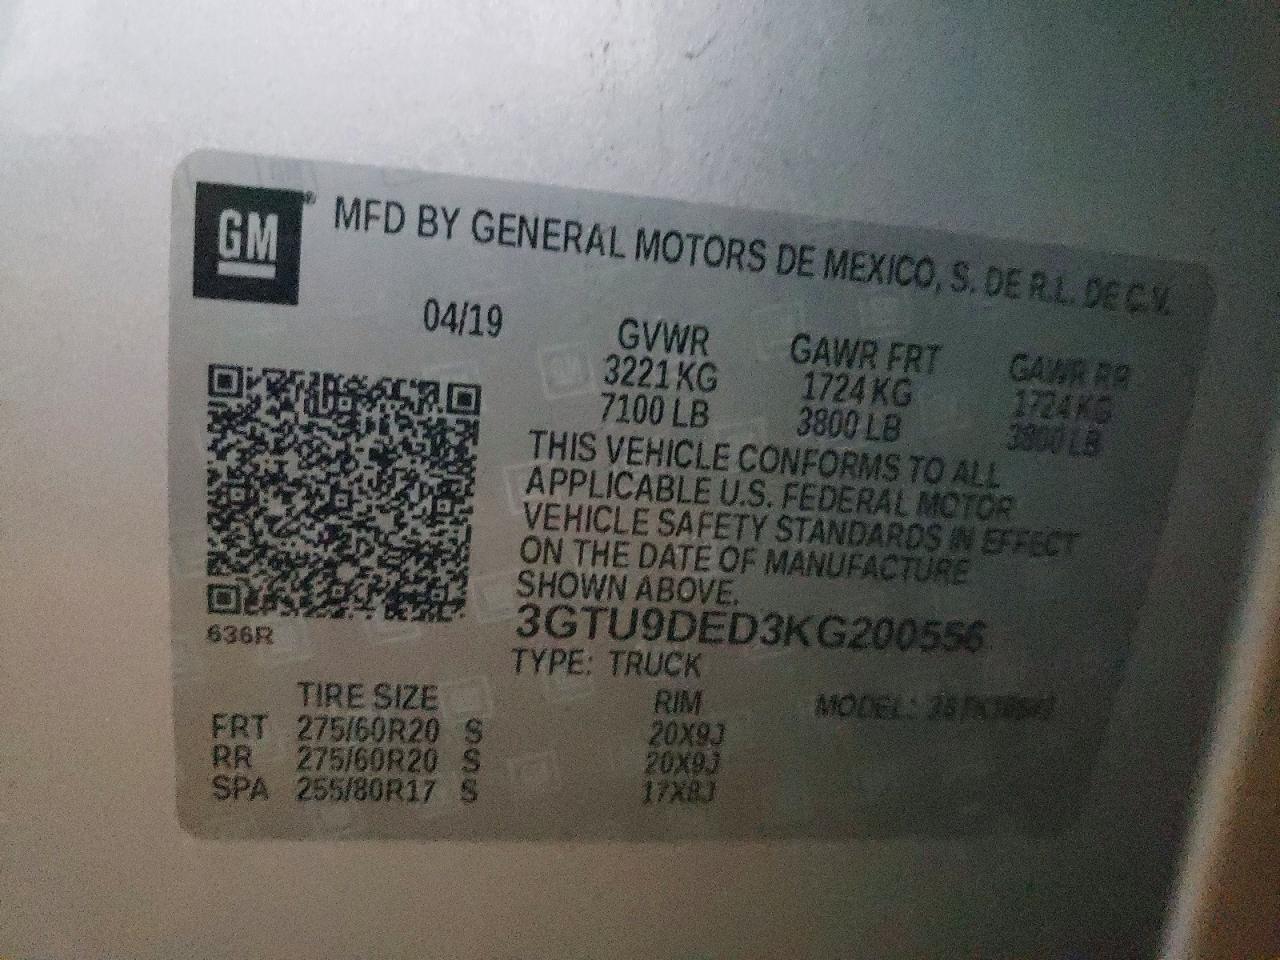 GM ® MFD BY GENERAL MOTORS DE MEXICO, S. DE R.L. DE C.V.
04/19
GVWR GAWR FRT GAWR RR
3221 KG 1724 KG 1724 KG
7100 LB 3800 LB 3800 LB
THIS VEHICLE CONFORMS TO ALL
APPLICABLE U.S. FEDERAL MOTOR
VEHICLE SAFETY STANDARDS IN EFFECT
ON THE DATE OF MANUFACTURE
SHOWN ABOVE.
636R
3GTU9DED3KG200556
TYPE: TRUCK
TIRE SIZE RIM MODEL:
FRT 275/60R20 S 20X9J
RR 275/60R20 S 20X9J
SPA 255/80R17 S 17X8J